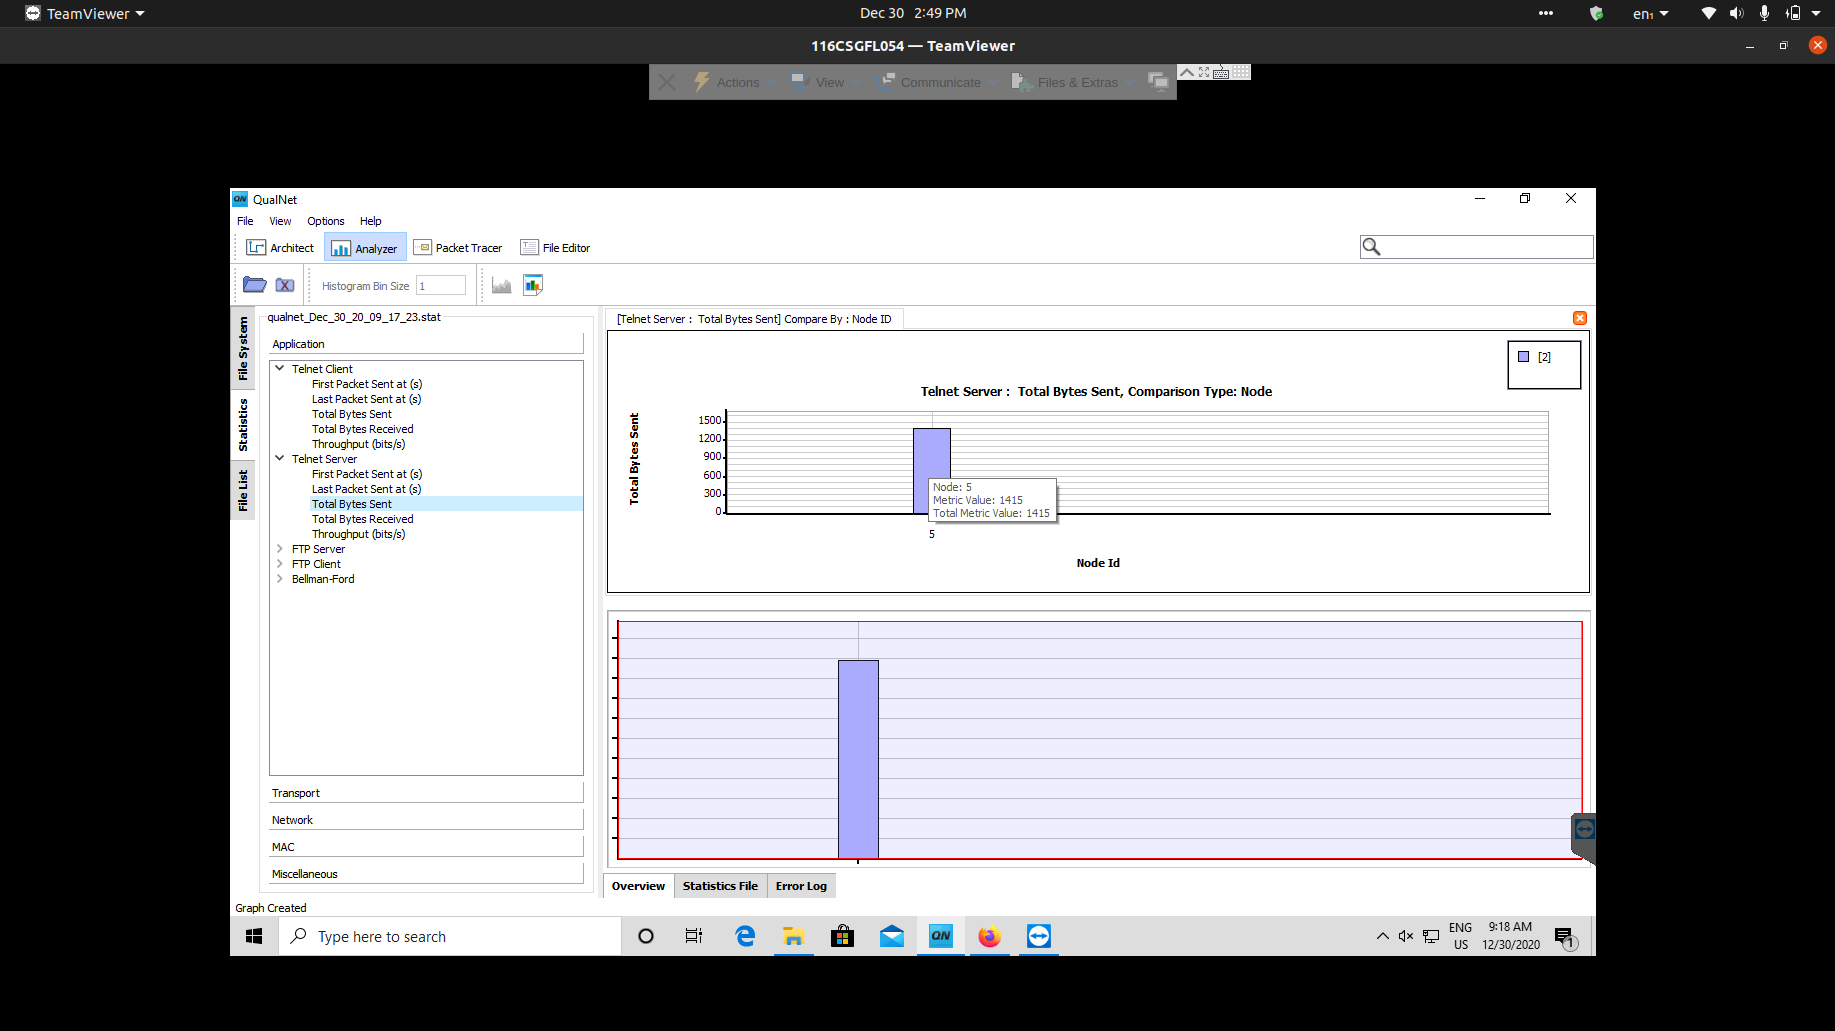 TeamViewer
Dec 30 2:49 PM
en₁
116CSGFL054 — TeamViewer
Actions
View
Communicate
Files & Extras
QN QualNet
File View Options Help
Architect
Analyzer
Packet Tracer
File Editor
Histogram Bin Size 1
File System
Statistics
File List
qualnet_Dec_30_20_09_17_23.stat
Application
Telnet Client
First Packet Sent at (s)
Last Packet Sent at (s)
Total Bytes Sent
Total Bytes Received
Throughput (bits/s)
Telnet Server
First Packet Sent at (s)
Last Packet Sent at (s)
Total Bytes Sent
Total Bytes Received
Throughput (bits/s)
FTP Server
FTP Client
Bellman-Ford
Transport
Network
MAC
Miscellaneous
[Telnet Server : Total Bytes Sent] Compare By : Node ID
[2]
Telnet Server : Total Bytes Sent, Comparison Type: Node
Total Bytes Sent
1500
1200
900
600
300
0
Node: 5
Metric Value: 1415
Total Metric Value: 1415
5
Node Id
Overview
Statistics File
Error Log
Graph Created
Type here to search
QN
ENG
US
9:18 AM
12/30/2020
1